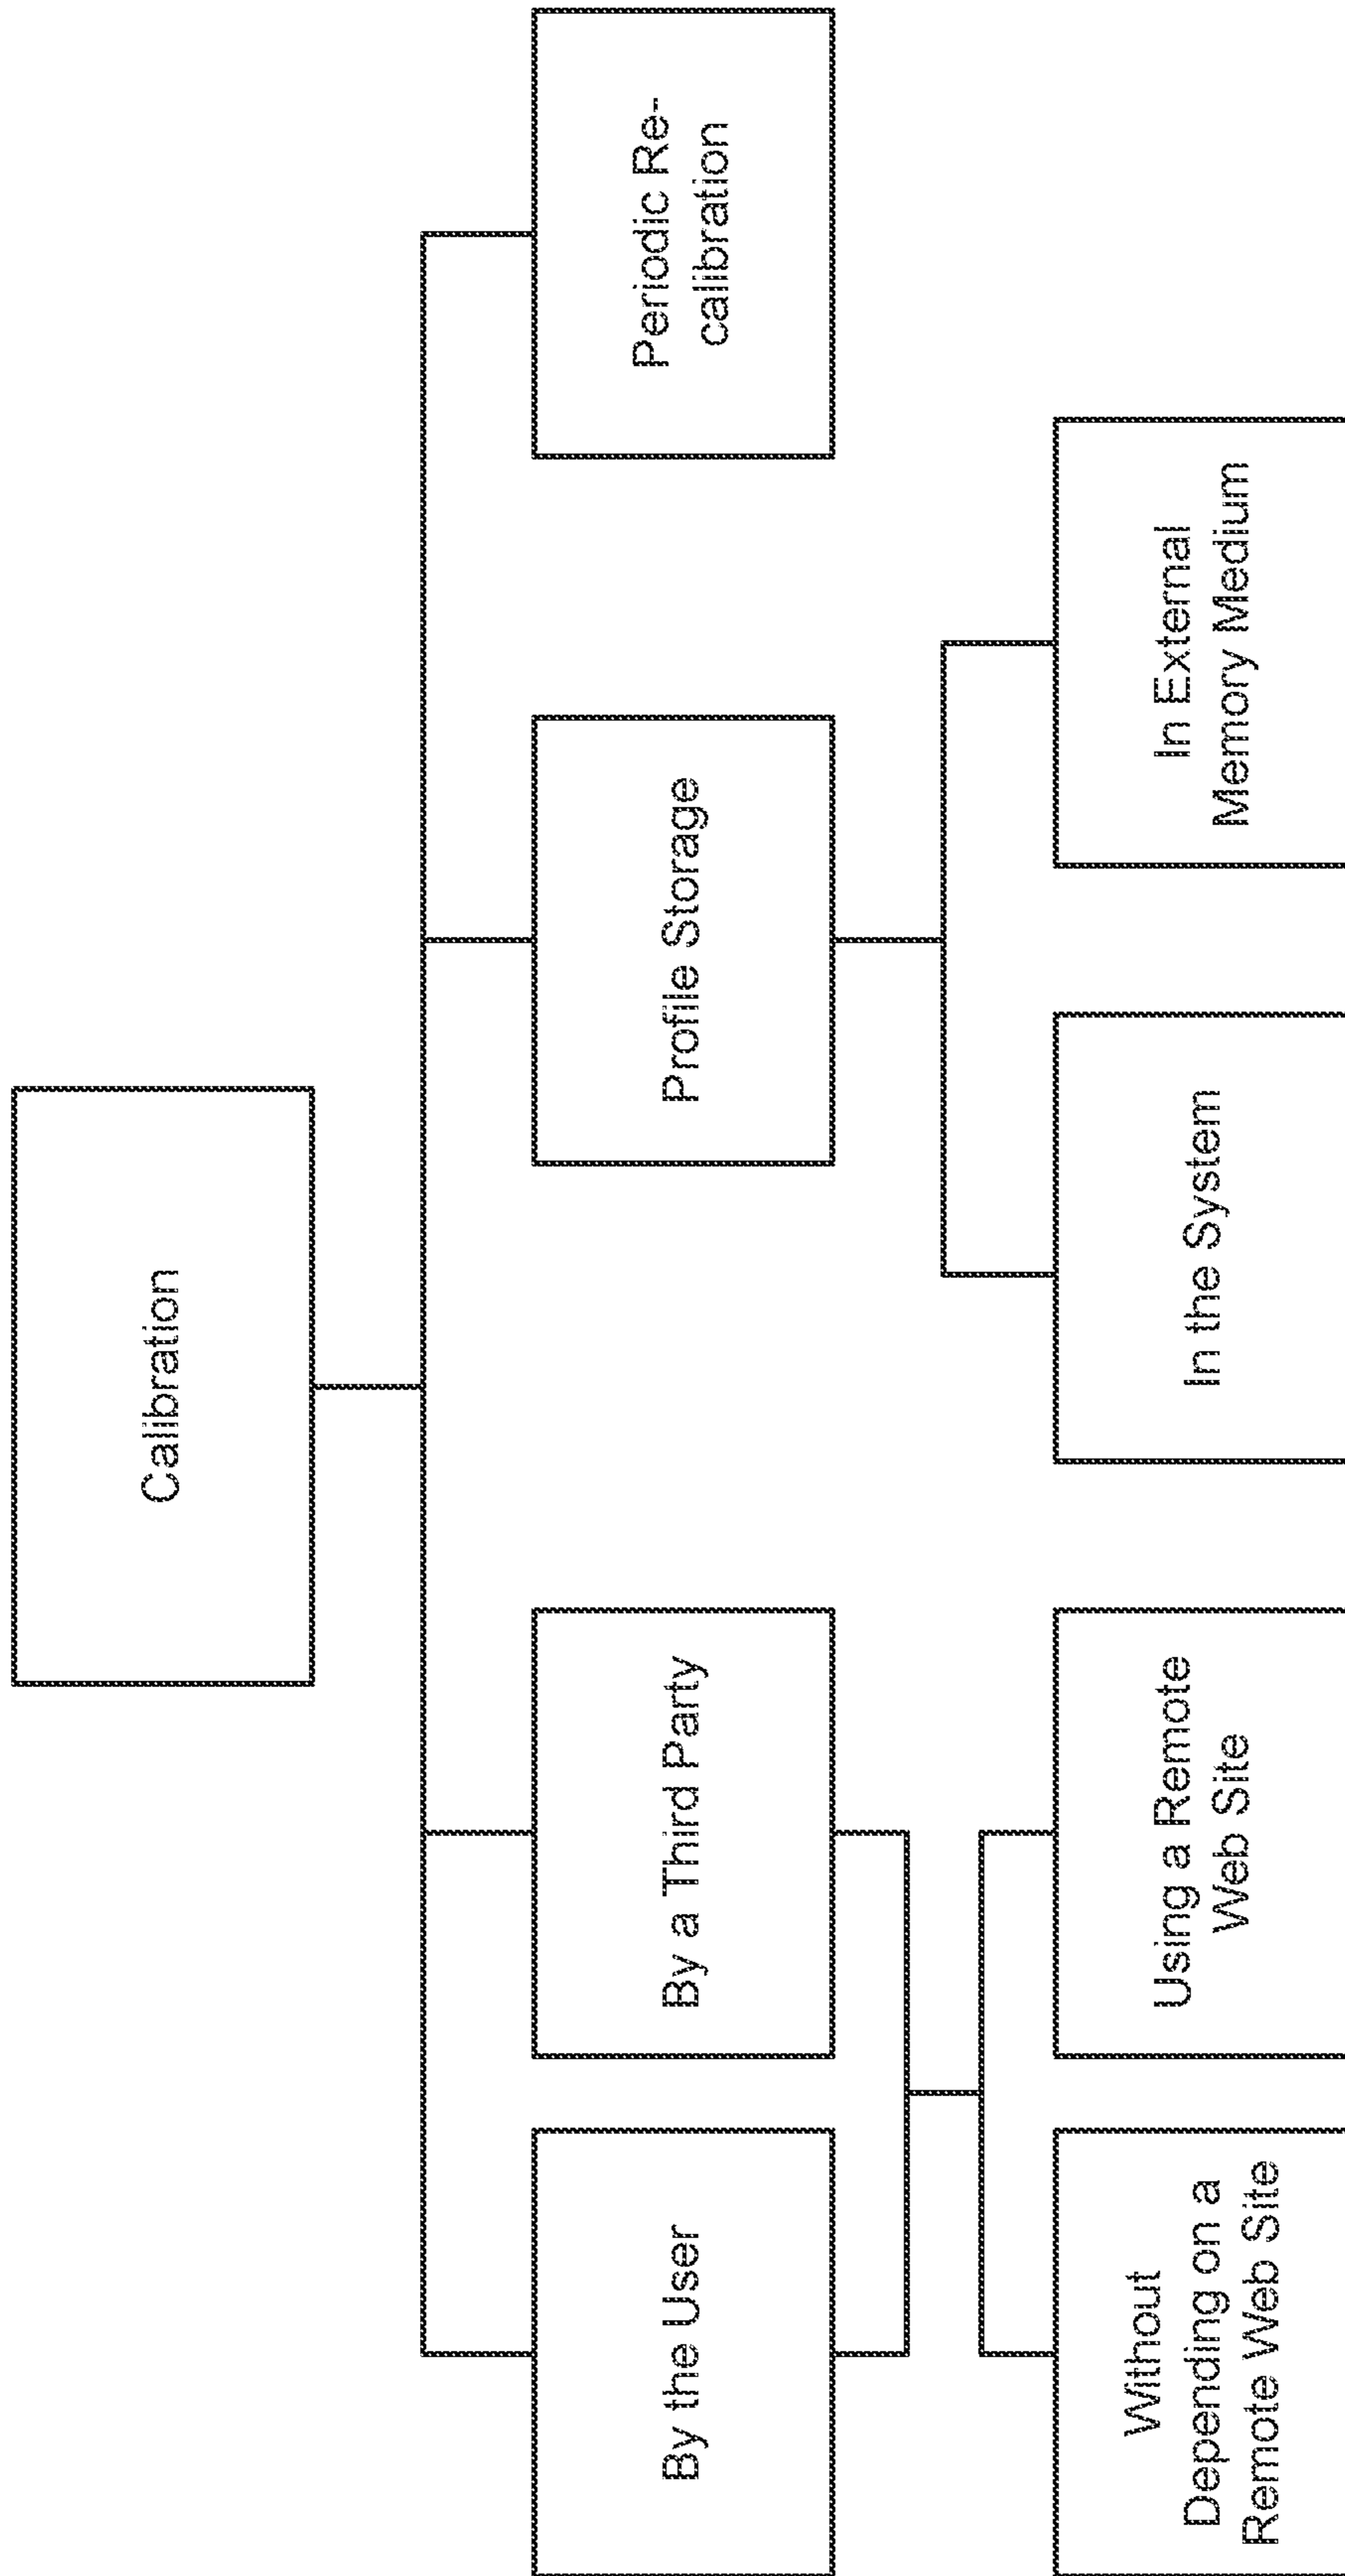 Calibration
By the User
By a Third Party
Profile Storage
Periodic Re-
calibration
Without
Depending on a
Remote Web Site
Using a Remote
Web Site
In the System
In External
Memory Medium